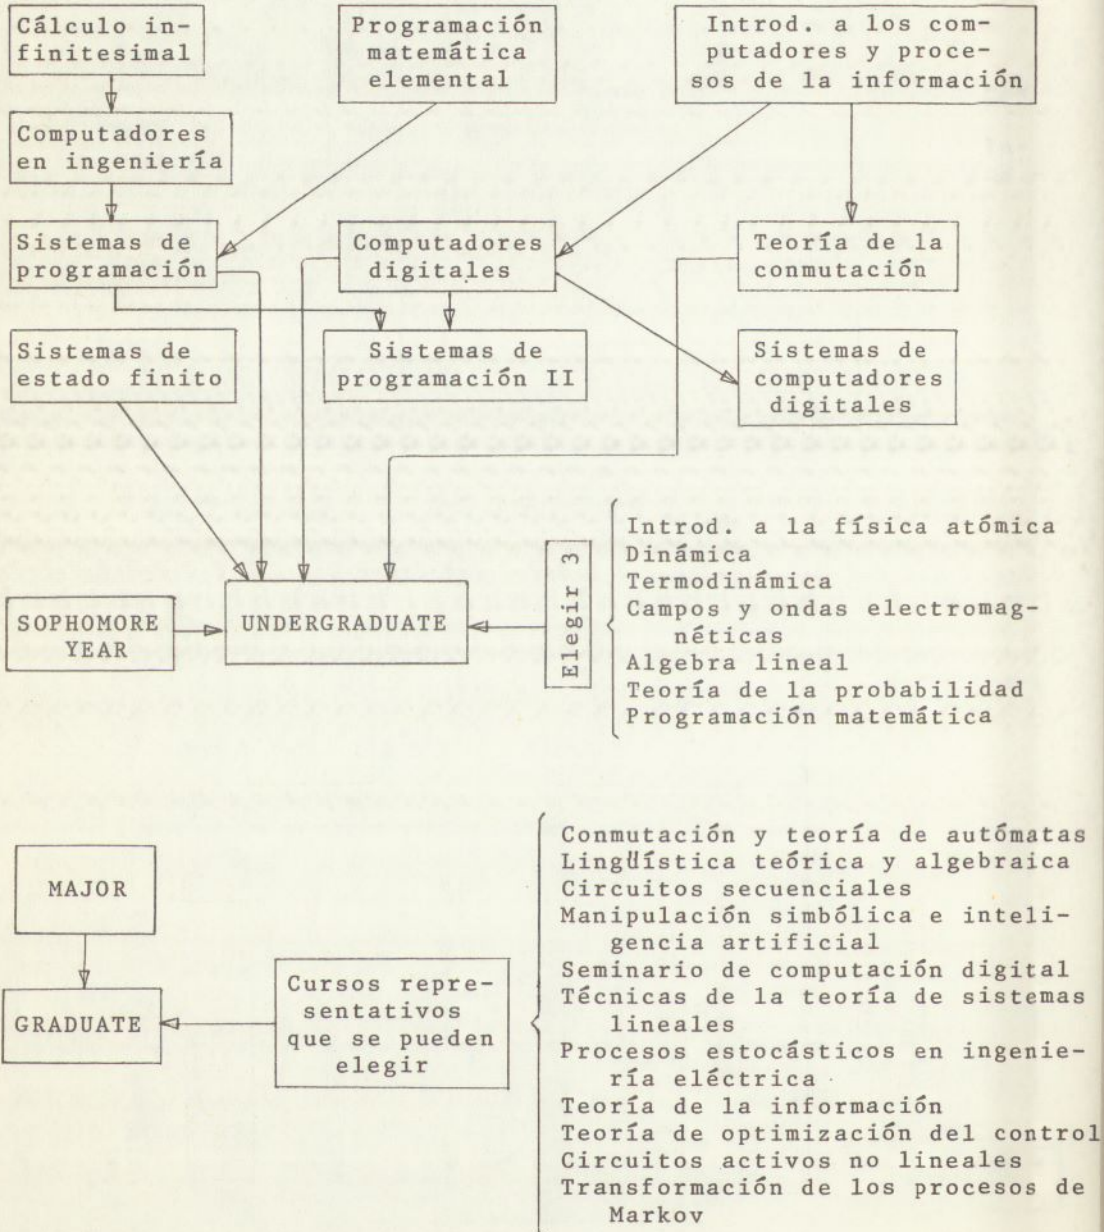 Cálculo in-
finitesimal
Programación
matemática
elemental
Introd. a los com-
putadores y proce-
sos de la información
Computadores
en ingeniería
Sistemas de
programación
Computadores
digitales
Teoría de la
conmutación
Sistemas de
estado finito
Sistemas de
programación II
Sistemas de
computadores
digitales
SOPHOMORE
YEAR
UNDERGRADUATE
Elegir 3
Introd. a la física atómica
Dinámica
Termodinámica
Campos y ondas electromag-
néticas
Algebra lineal
Teoría de la probabilidad
Programación matemática
MAJOR
GRADUATE
Cursos repre-
sentativos
que se pueden
elegir
Conmutación y teoría de autómatas
Lingüística teórica y algebraica
Circuitos secuenciales
Manipulación simbólica e inteli-
gencia artificial
Seminario de computación digital
Técnicas de la teoría de sistemas
lineales
Procesos estocásticos en ingenie-
ría eléctrica
Teoría de la información
Teoría de optimización del control
Circuitos activos no lineales
Transformación de los procesos de
Markov